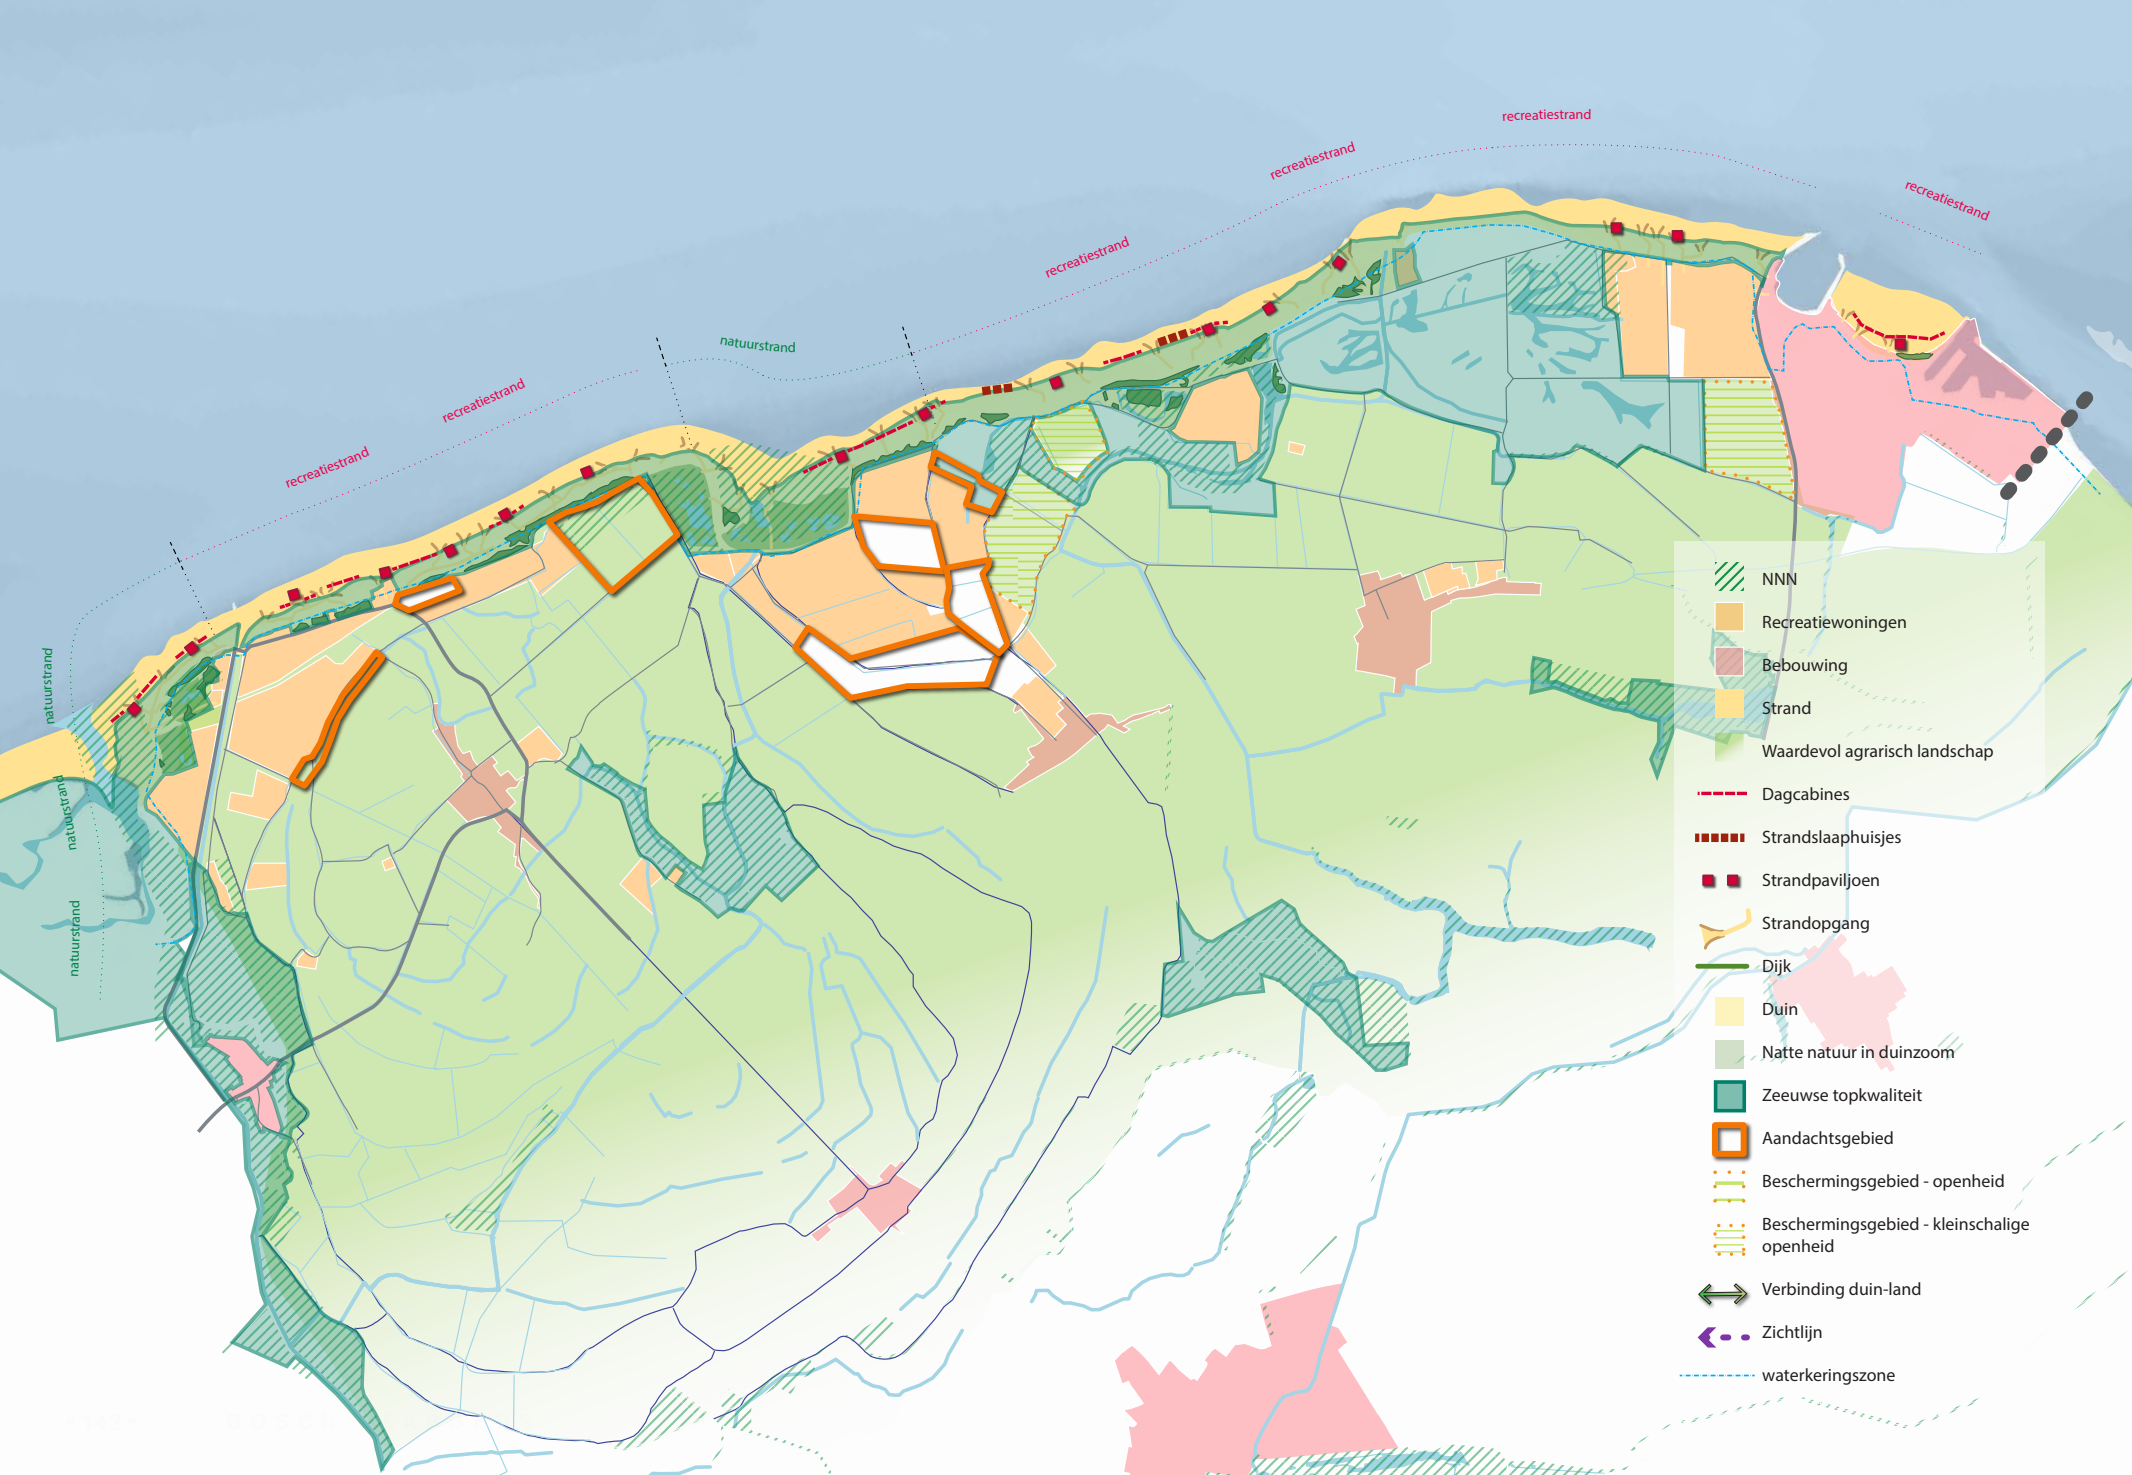 recreatiestrand
recreatiestrand
recreatiestrand
recreatiestrand
natuurstrand
recreatiestrand
recreatiestrand
natuurstrand
natuurstrand
natuurstrand
NNN
Recreatiewoningen
Bebouwing
Strand
Waardevol agrarisch landschap
Dagcabines
Strandslaaphuisjes
Strandpaviljoen
Strandopgang
Dijk
Duin
Natte natuur in duinzoom
Zeeuwse topkwaliteit
Aandachtsgebied
Beschermingsgebied - openheid
Beschermingsgebied - kleinschalige
openheid
Verbinding duin-land
Zichtlijn
waterkeringszone